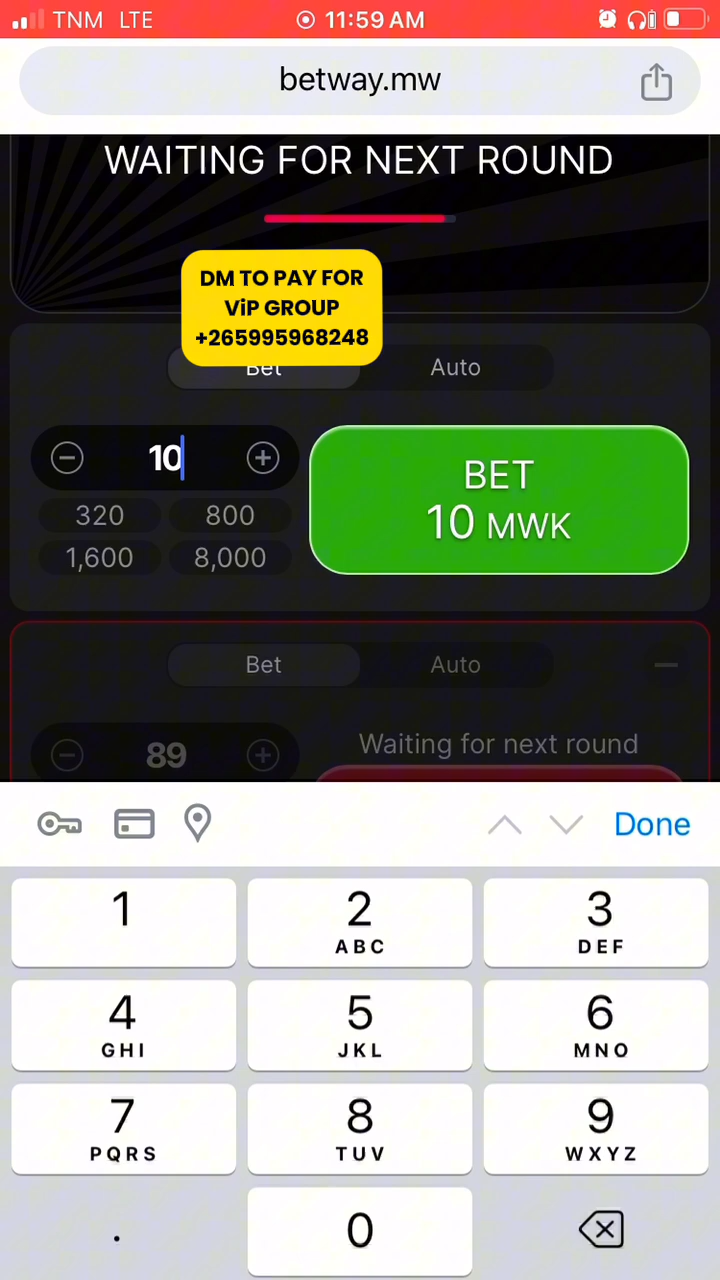 TNM LTE 11:59 AM
betway.mw
WAITING FOR NEXT ROUND
DM TO PAY FOR
ViP GROUP
+265995968248
Bet Auto
10
BET
10 MWK
320 800
1,600 8,000
Bet Auto
89
Waiting for next round
Done
1 2 3
ABC DEF
4 5 6
GHI JKL MNO
7 8 9
PQRS TUV WXYZ
. 0